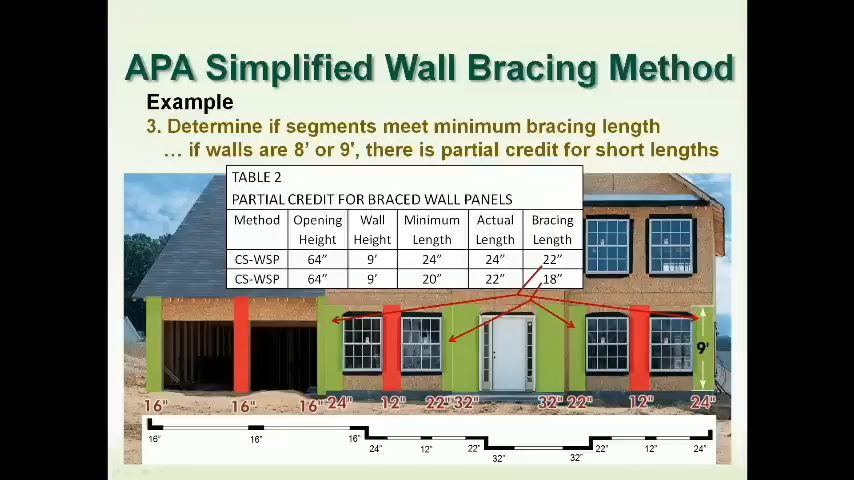 APA Simplified Wall Bracing Method
Example
3. Determine if segments meet minimum bracing length
... if walls are 8' or 9', there is partial credit for short lengths
TABLE 2
PARTIAL CREDIT FOR BRACED WALL PANELS
Method Opening Height Wall Height Minimum Length Actual Length Bracing Length
CS-WSP 64" 9' 24" 24" 22"
CS-WSP 64" 9' 20" 22" 18"
9'
16" 16" 16" 24" 12" 22" 32" 32" 22" 12" 24"
16" 16" 16" 24" 12" 22" 32" 32" 22" 12" 24"